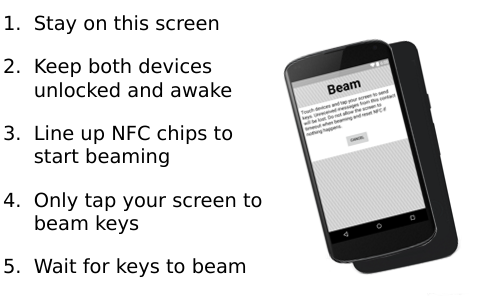 1. Stay on this screen
2. Keep both devices
unlocked and awake
3. Line up NFC chips to
start beaming
4. Only tap your screen to
beam keys
5. Wait for keys to beam
Beam
Touch devices and tap your screen to send
keys. Unreceived messages from this contact
will be lost. Do not allow the screen to
timeout when beaming and reset NFC if
nothing happens.
CANCEL